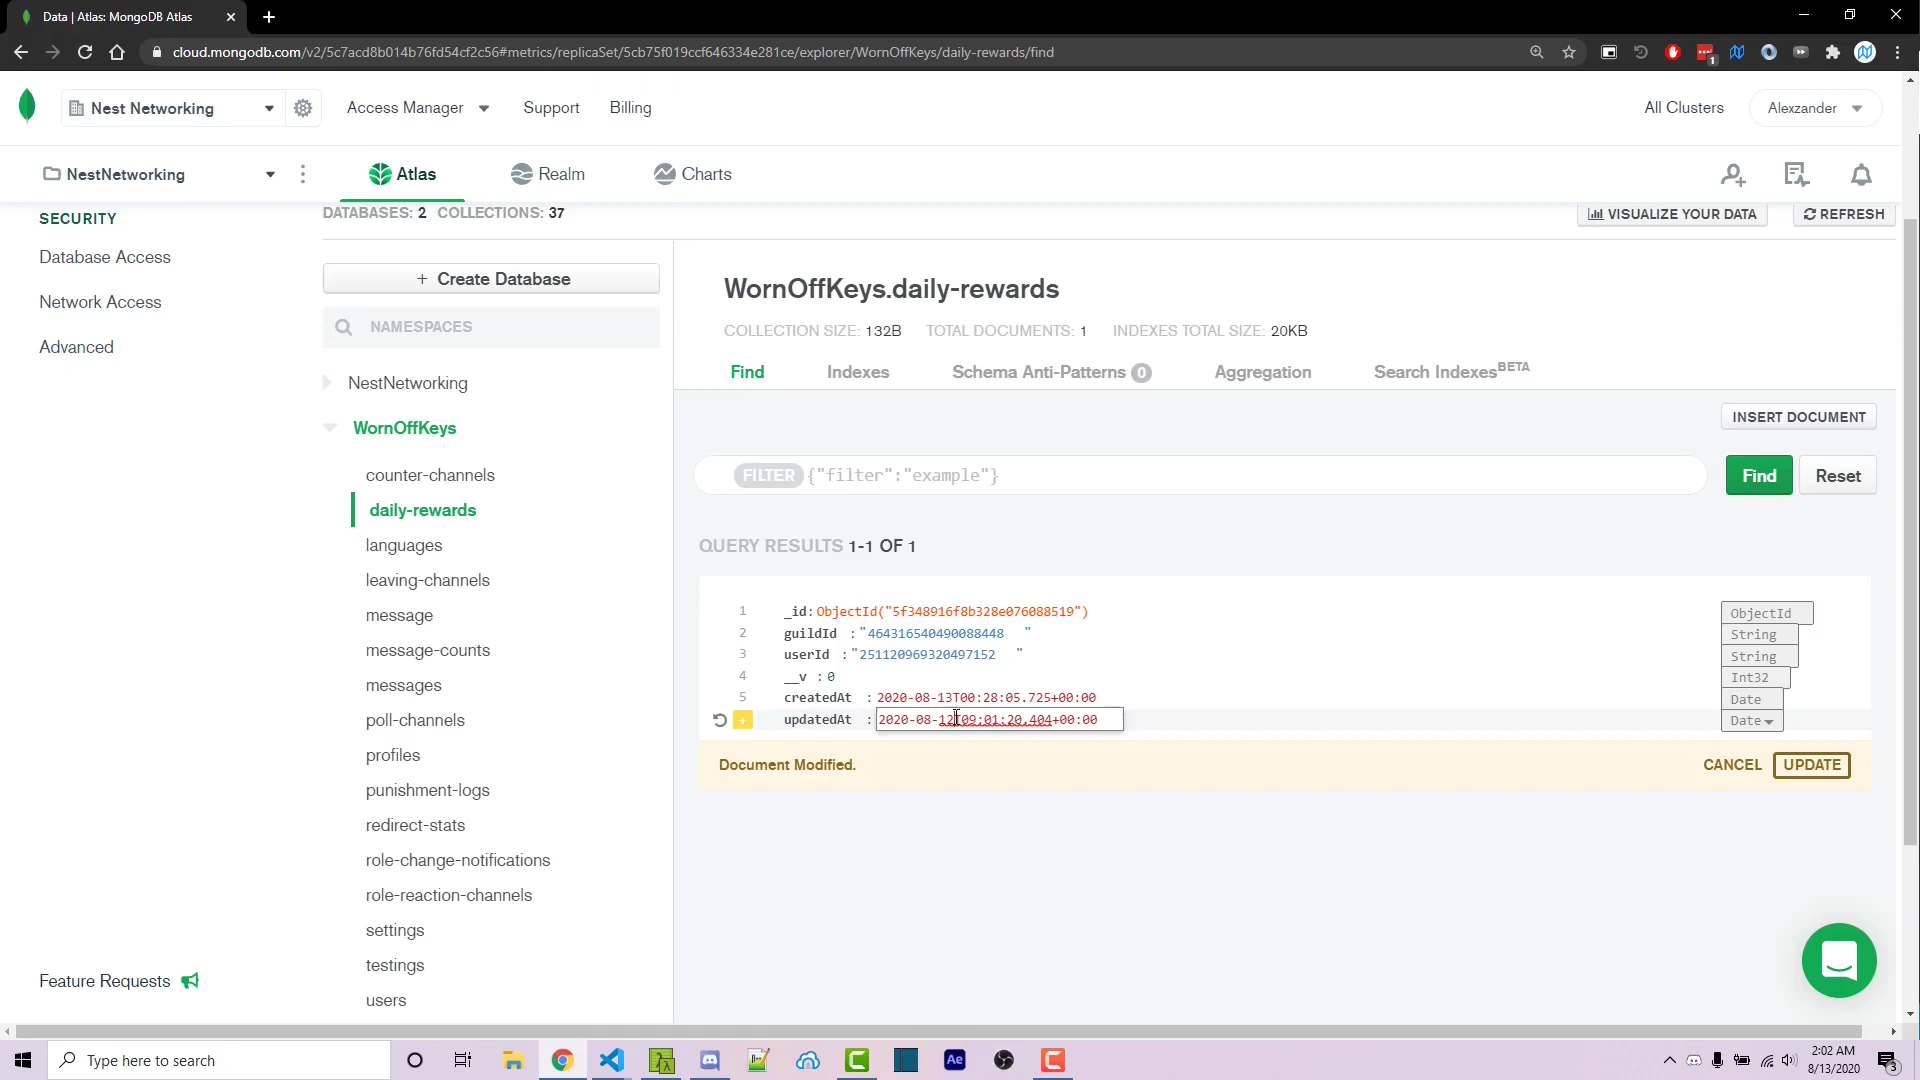 Data | Atlas: MongoDB Atlas
cloud.mongodb.com/v2/5c7acd8b014b76fd54cf2c56#metrics/replicaSet/5cb75f019ccf646334e281ce/explorer/WornOffKeys/daily-rewards/find
1
Nest Networking
Access Manager
Support
Billing
All Clusters
Alexzander
NestNetworking
Atlas
Realm
Charts
SECURITY
Database Access
Network Access
Advanced
Feature Requests
DATABASES: 2 COLLECTIONS: 37
VISUALIZE YOUR DATA
REFRESH
+ Create Database
NAMESPACES
NestNetworking
WornOffKeys
counter-channels
daily-rewards
languages
leaving-channels
message
message-counts
messages
poll-channels
profiles
punishment-logs
redirect-stats
role-change-notifications
role-reaction-channels
settings
testings
users
WornOffKeys.daily-rewards
COLLECTION SIZE: 132B TOTAL DOCUMENTS: 1 INDEXES TOTAL SIZE: 20KB
Find
Indexes
Schema Anti-Patterns 0
Aggregation
Search Indexes BETA
INSERT DOCUMENT
FILTER {"filter":"example"}
Find
Reset
QUERY RESULTS 1-1 OF 1
1 _id: ObjectId("5f348916f8b328e076088519") ObjectId
2 guildId : "464316540490088448 " String
3 userId : "251120969320497152 " String
4 __v : 0 Int32
5 createdAt : 2020-08-13T00:28:05.725+00:00 Date
+ updatedAt : 2020-08-12T09:01:20.404+00:00 Date
Document Modified.
CANCEL
UPDATE
Type here to search
Ae
2:02 AM
8/13/2020
3